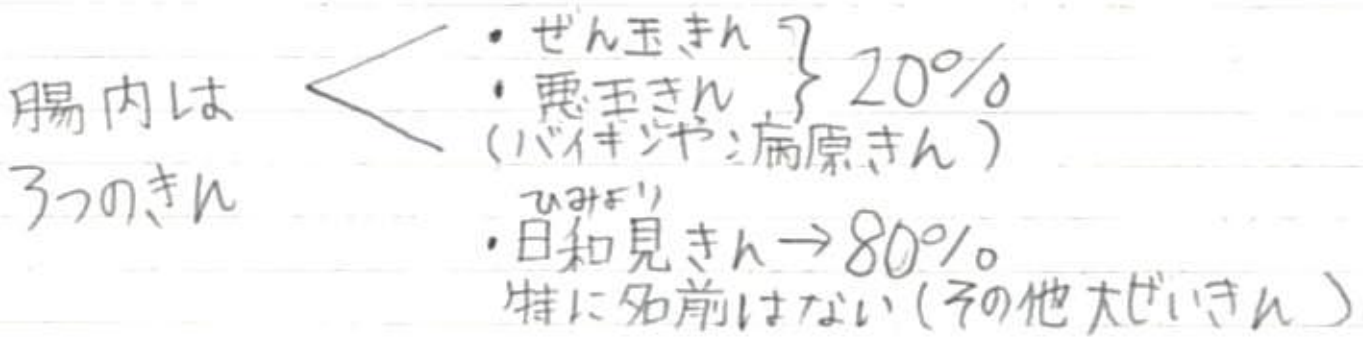 腸内は
3つのきん
・ぜん玉きん
・悪玉きん } 20%
(バイキンや病原きん)
ひみより
・日和見きん→80%
特に名前はない(その他大ぜいきん)